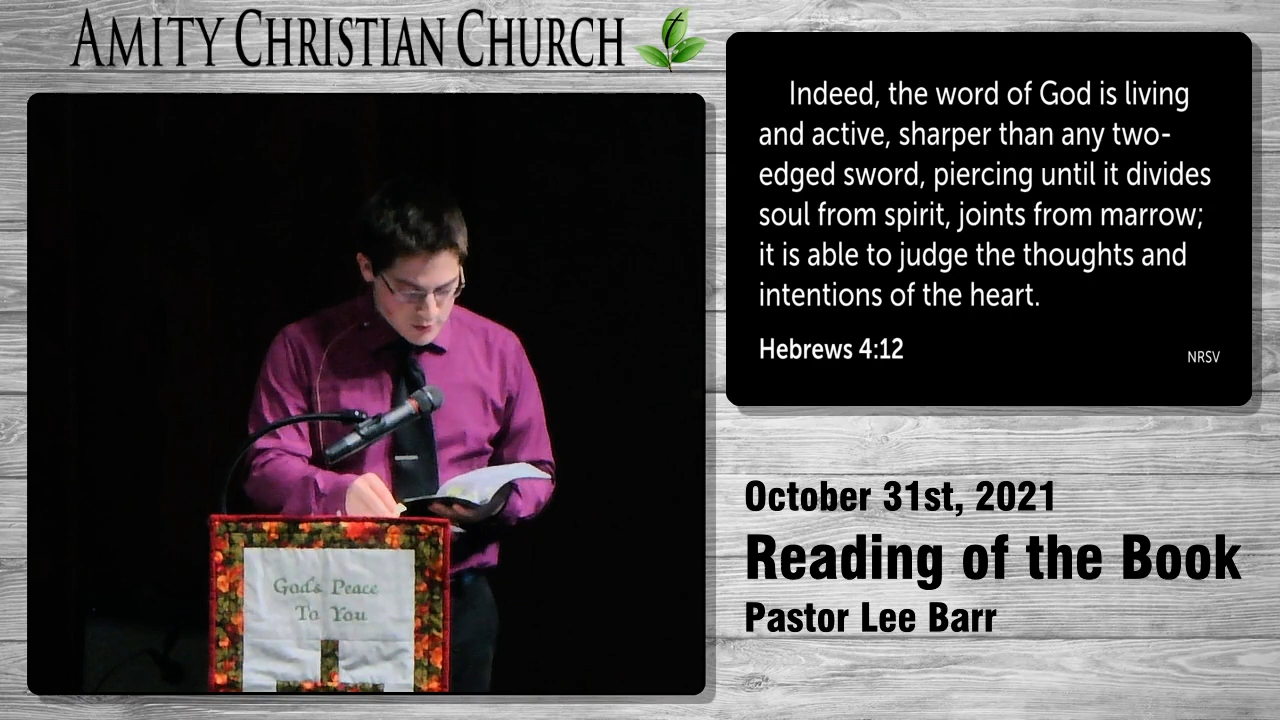 AMITY CHRISTIAN CHURCH
Indeed, the word of God is living
and active, sharper than any two-
edged sword, piercing until it divides
soul from spirit, joints from marrow;
it is able to judge the thoughts and
intentions of the heart.
Hebrews 4:12
NRSV
God's Peace
To You
October 31st, 2021
Reading of the Book
Pastor Lee Barr